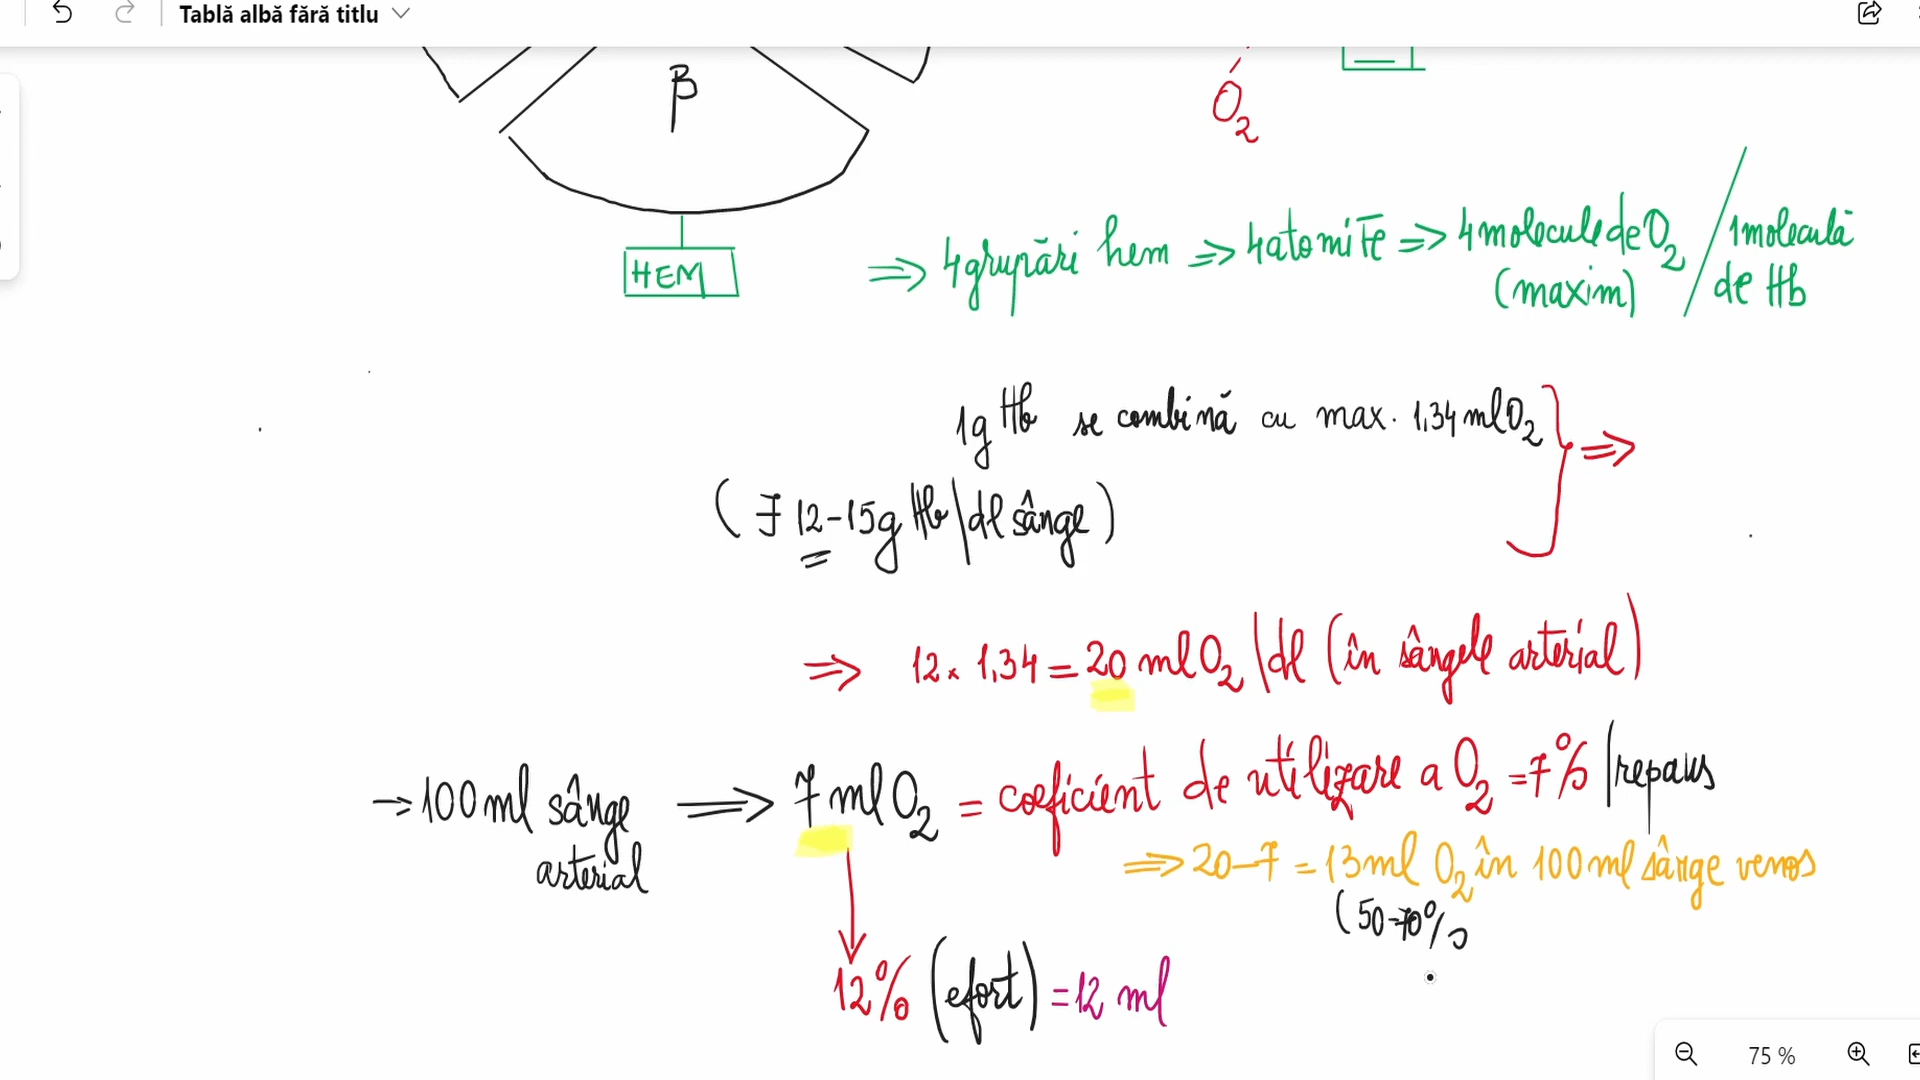 Tablă albă fără titlu
β
O2
HEM
=> 4 grupări hem => 4 atomi Fe => 4 molecule de O2 / 1 moleculă
(maxim) de Hb
1g Hb se combină cu max. 1,34 ml O2 } =>
(∃ 12-15g Hb/dl sânge)
=> 12 × 1,34 = 20 ml O2/dl (în sângele arterial)
→ 100 ml sânge => 7 ml O2 = coeficient de utilizare a O2 = 7% /repaus
arterial
=> 20-7 = 13 ml O2 în 100 ml sânge venos
(50-70%
12% (efort) = 12 ml
75 %